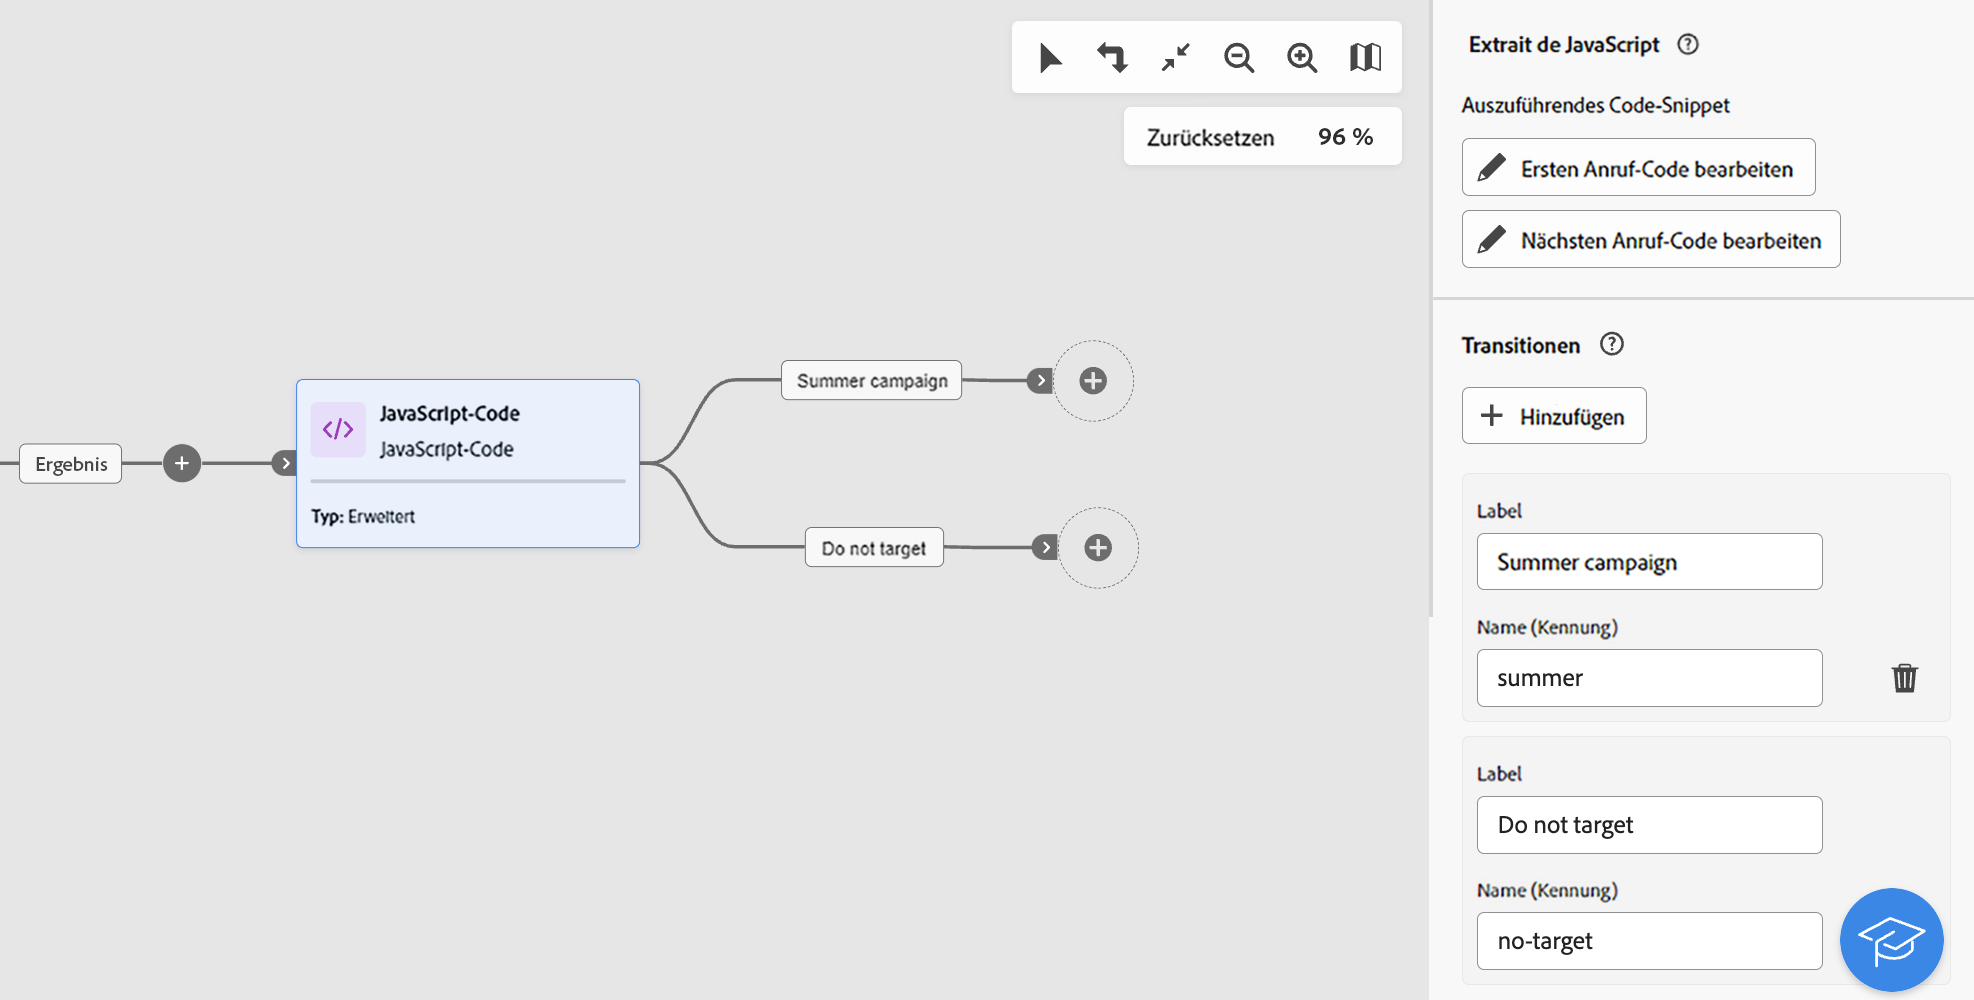 Zurücksetzen 96 %
Ergebnis
JavaScript-Code
JavaScript-Code
Typ: Erweitert
Summer campaign
Do not target
Extrait de JavaScript
Auszuführendes Code-Snippet
Ersten Anruf-Code bearbeiten
Nächsten Anruf-Code bearbeiten
Transitionen
Hinzufügen
Label
Summer campaign
Name (Kennung)
summer
Label
Do not target
Name (Kennung)
no-target